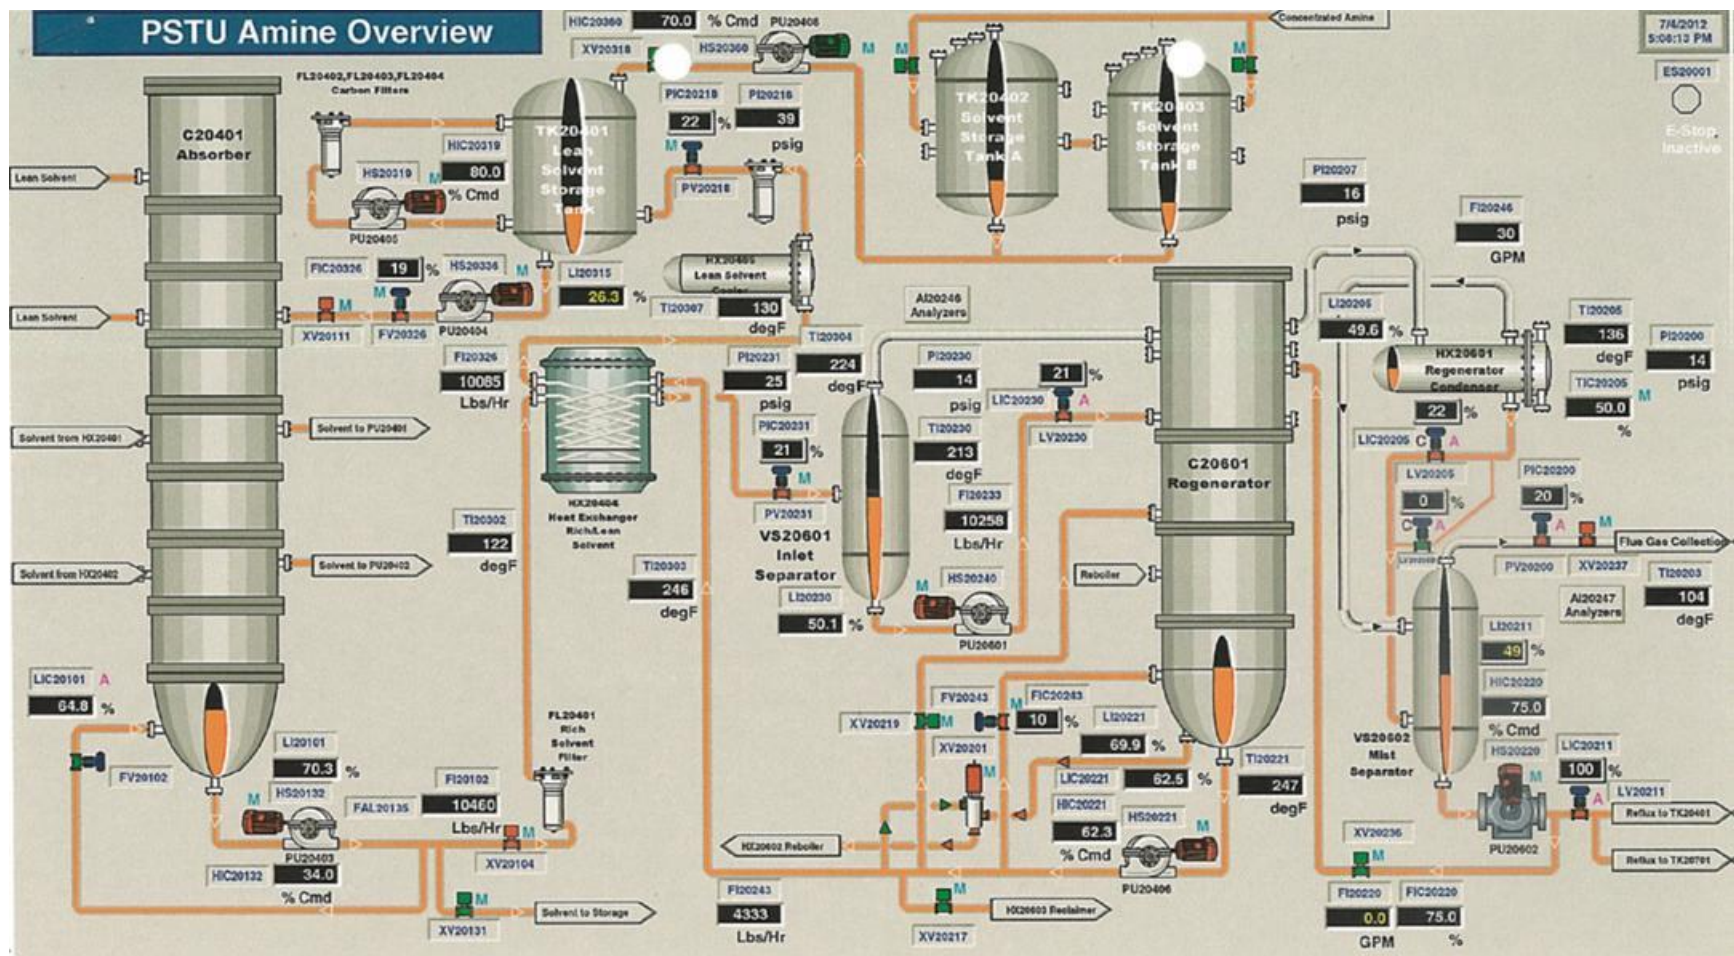 PSTU Amine Overview
HIC20360
70.0 % Cmd
PU20408
XV20318
HS20360
M
M
M
Concentrated Amine
7/4/2012
5:06:13 PM
ES20001
E-Stop
Inactive
FL20402,FL20403,FL20404
Carbon Filters
C20401
Absorber
TK20401
Lean
Solvent
Storage
Tank
PIC20218
22 %
PI20218
39
psig
M
PV20218
TK20402
Solvent
Storage
Tank A
TK20403
Solvent
Storage
Tank B
HIC20319
80.0
% Cmd
HS20319
M
PU20405
Lean Solvent
PI20207
16
psig
FI20246
30
GPM
FIC20326
19 %
HS20336
M
M
M
XV20111
FV20326
PU20404
Lean Solvent
LI20315
26.3 %
HX20405
Lean Solvent
Cooler
TI20307
130
degF
AI20246
Analyzers
LI20205
49.6 %
TI20205
136
degF
PI20200
14
psig
HX20601
Regenerator
Condenser
TIC20205 M
50.0
%
FI20326
10085
Lbs/Hr
TI20304
224
degF
PI20231
25
psig
PI20230
14
psig
21 %
LIC20230
A
LV20230
PIC20231
21 %
M
PV20231
TI20230
213
degF
22 %
LIC20205
C
A
LV20205
0 %
C
A
PIC20200
20 %
A
M
PV20200
XV20237
Flue Gas Collection
C20601
Regenerator
Solvent from HX20401
Solvent to PU20401
HX20404
Heat Exchanger
Rich/Lean
Solvent
FI20233
10258
Lbs/Hr
VS20601
Inlet
Separator
LI20230
50.1 %
HS20240
M
PU20601
Reboiler
TI20302
122
degF
TI20303
246
degF
Solvent from HX20402
Solvent to PU20402
AI20247
Analyzers
TI20203
104
degF
LI20211
49 %
HIC20220
75.0
% Cmd
HS20220
M
VS20602
Mist
Separator
PU20602
LIC20211
100 %
A
LV20211
Reflux to TK20401
Reflux to TK20701
LIC20101 A
64.8 %
FV20102
LI20101
70.3 %
HS20132
M
PU20403
HIC20132
34.0
% Cmd
FAL20135
FI20102
10460
Lbs/Hr
FL20401
Rich
Solvent
Filter
M
XV20104
M
XV20131
Solvent to Storage
XV20219
M
FV20243
FIC20243
M
10 %
XV20201
M
LI20221
69.9 %
LIC20221
62.5 %
HIC20221
62.3
% Cmd
HS20221
M
PU20406
TI20221
247
degF
HX20602 Reboiler
M
XV20217
HX20603 Reclaimer
FI20243
4333
Lbs/Hr
XV20236
M
FI20220
0.0
GPM
FIC20220
75.0
%